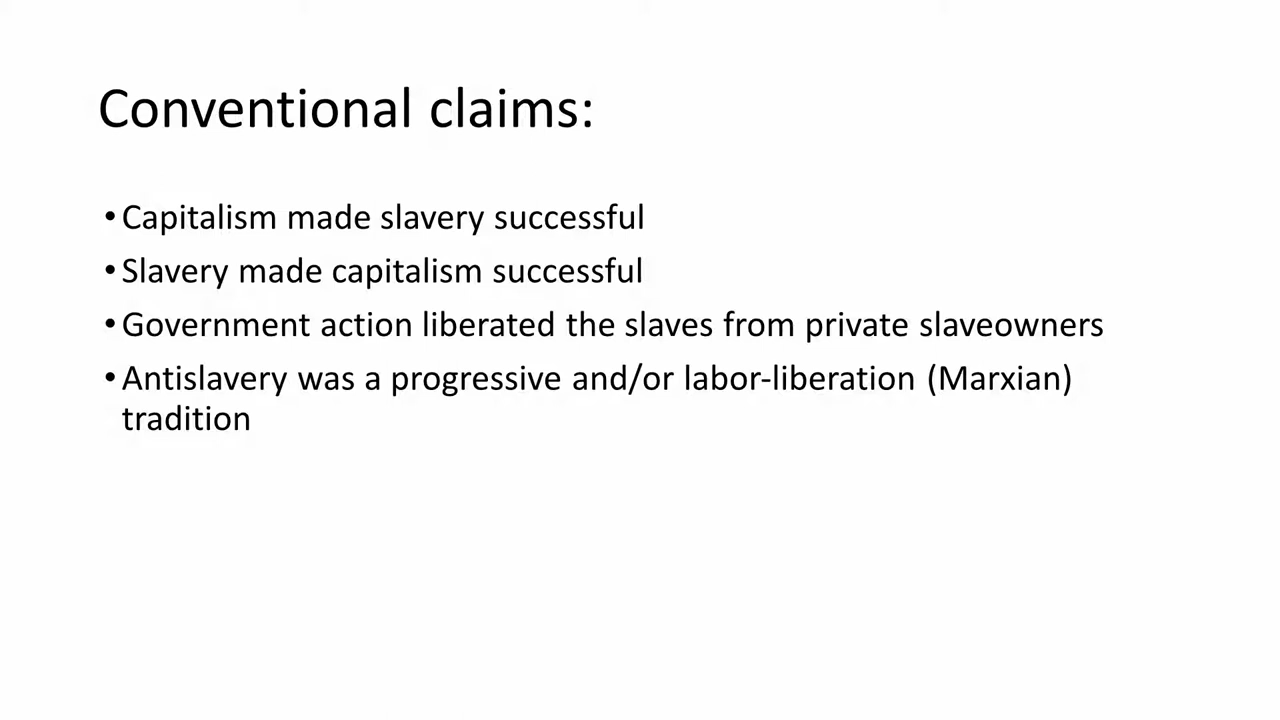 Conventional claims:
•Capitalism made slavery successful
•Slavery made capitalism successful
•Government action liberated the slaves from private slaveowners
•Antislavery was a progressive and/or labor-liberation (Marxian)
tradition